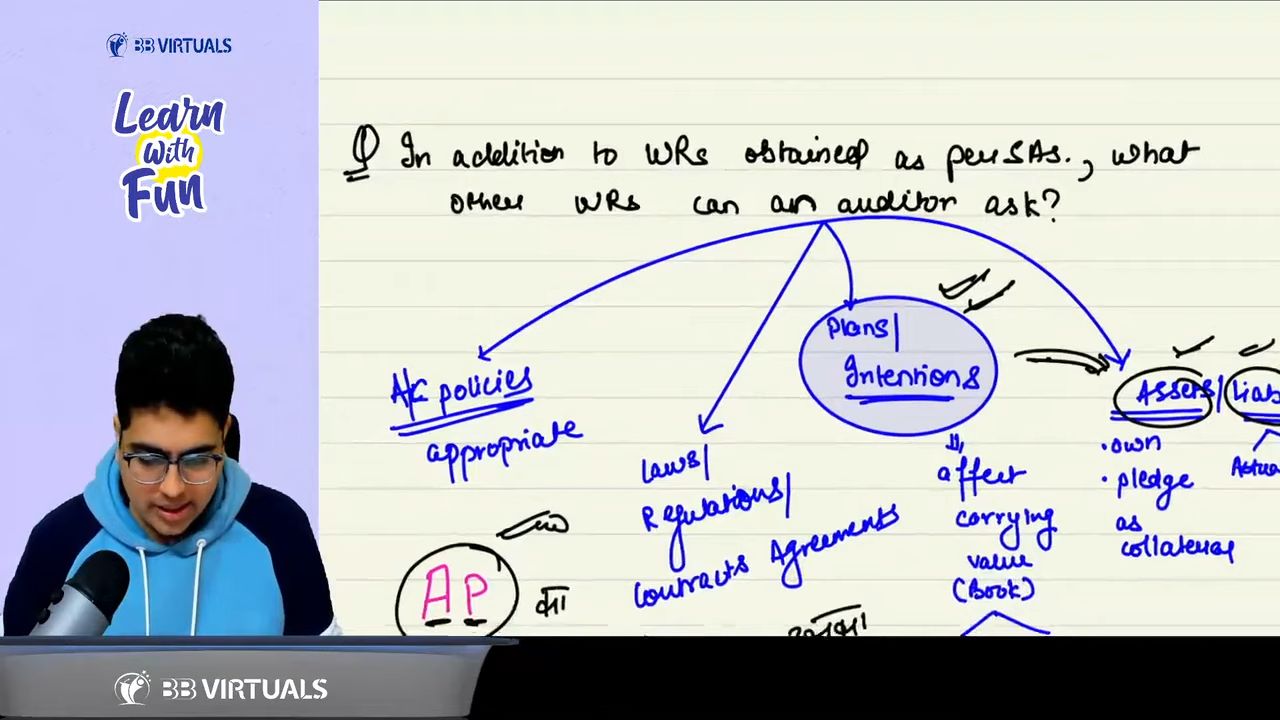 BB VIRTUALS
Learn
With
Fun
Q In addition to WRs obtained as per SAs., what
other WRs can an auditor ask?
A/c policies
appropriate
Laws/
Regulations/
Contracts Agreements
Plans/
Intentions
affect
carrying
value
(Book)
Assets/
• own
• pledge
as
collateral
AP
का
BB VIRTUALS